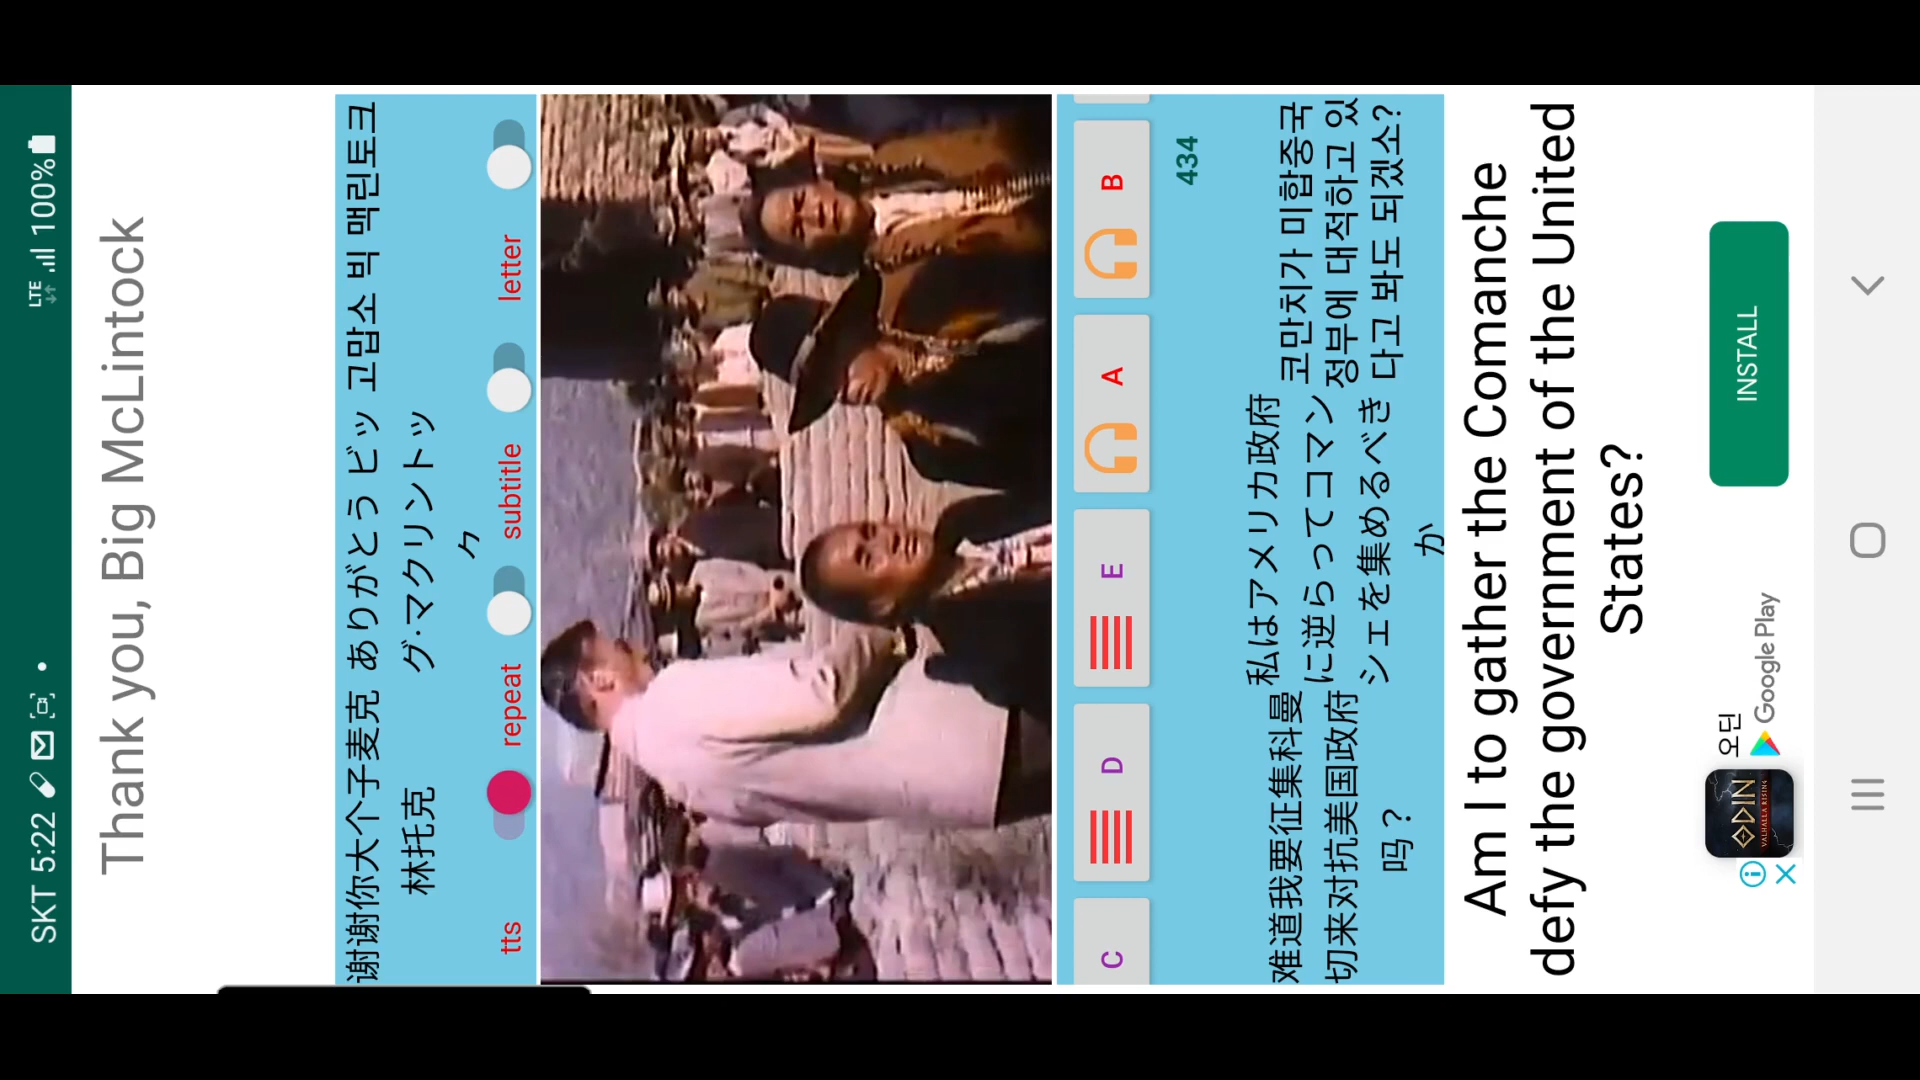 SKT 5:22
LTE 100%
Thank you, Big McLintock
谢谢你大个子麦克
林托克
ありがとう ビッ
グ·マクリントッ
ク
고맙소 빅 맥린토크
tts
repeat
subtitle
letter
C
D
E
A
B
434
难道我要征集科曼
切来对抗美国政府
吗？
私はアメリカ政府
に逆らってコマン
シェを集めるべき
か
코만치가 미합중국
정부에 대적하고 있
다고 봐도 되겠소?
Am I to gather the Comanche
defy the government of the United
States?
ODIN
VALHALLA RISING
오딘
Google Play
INSTALL